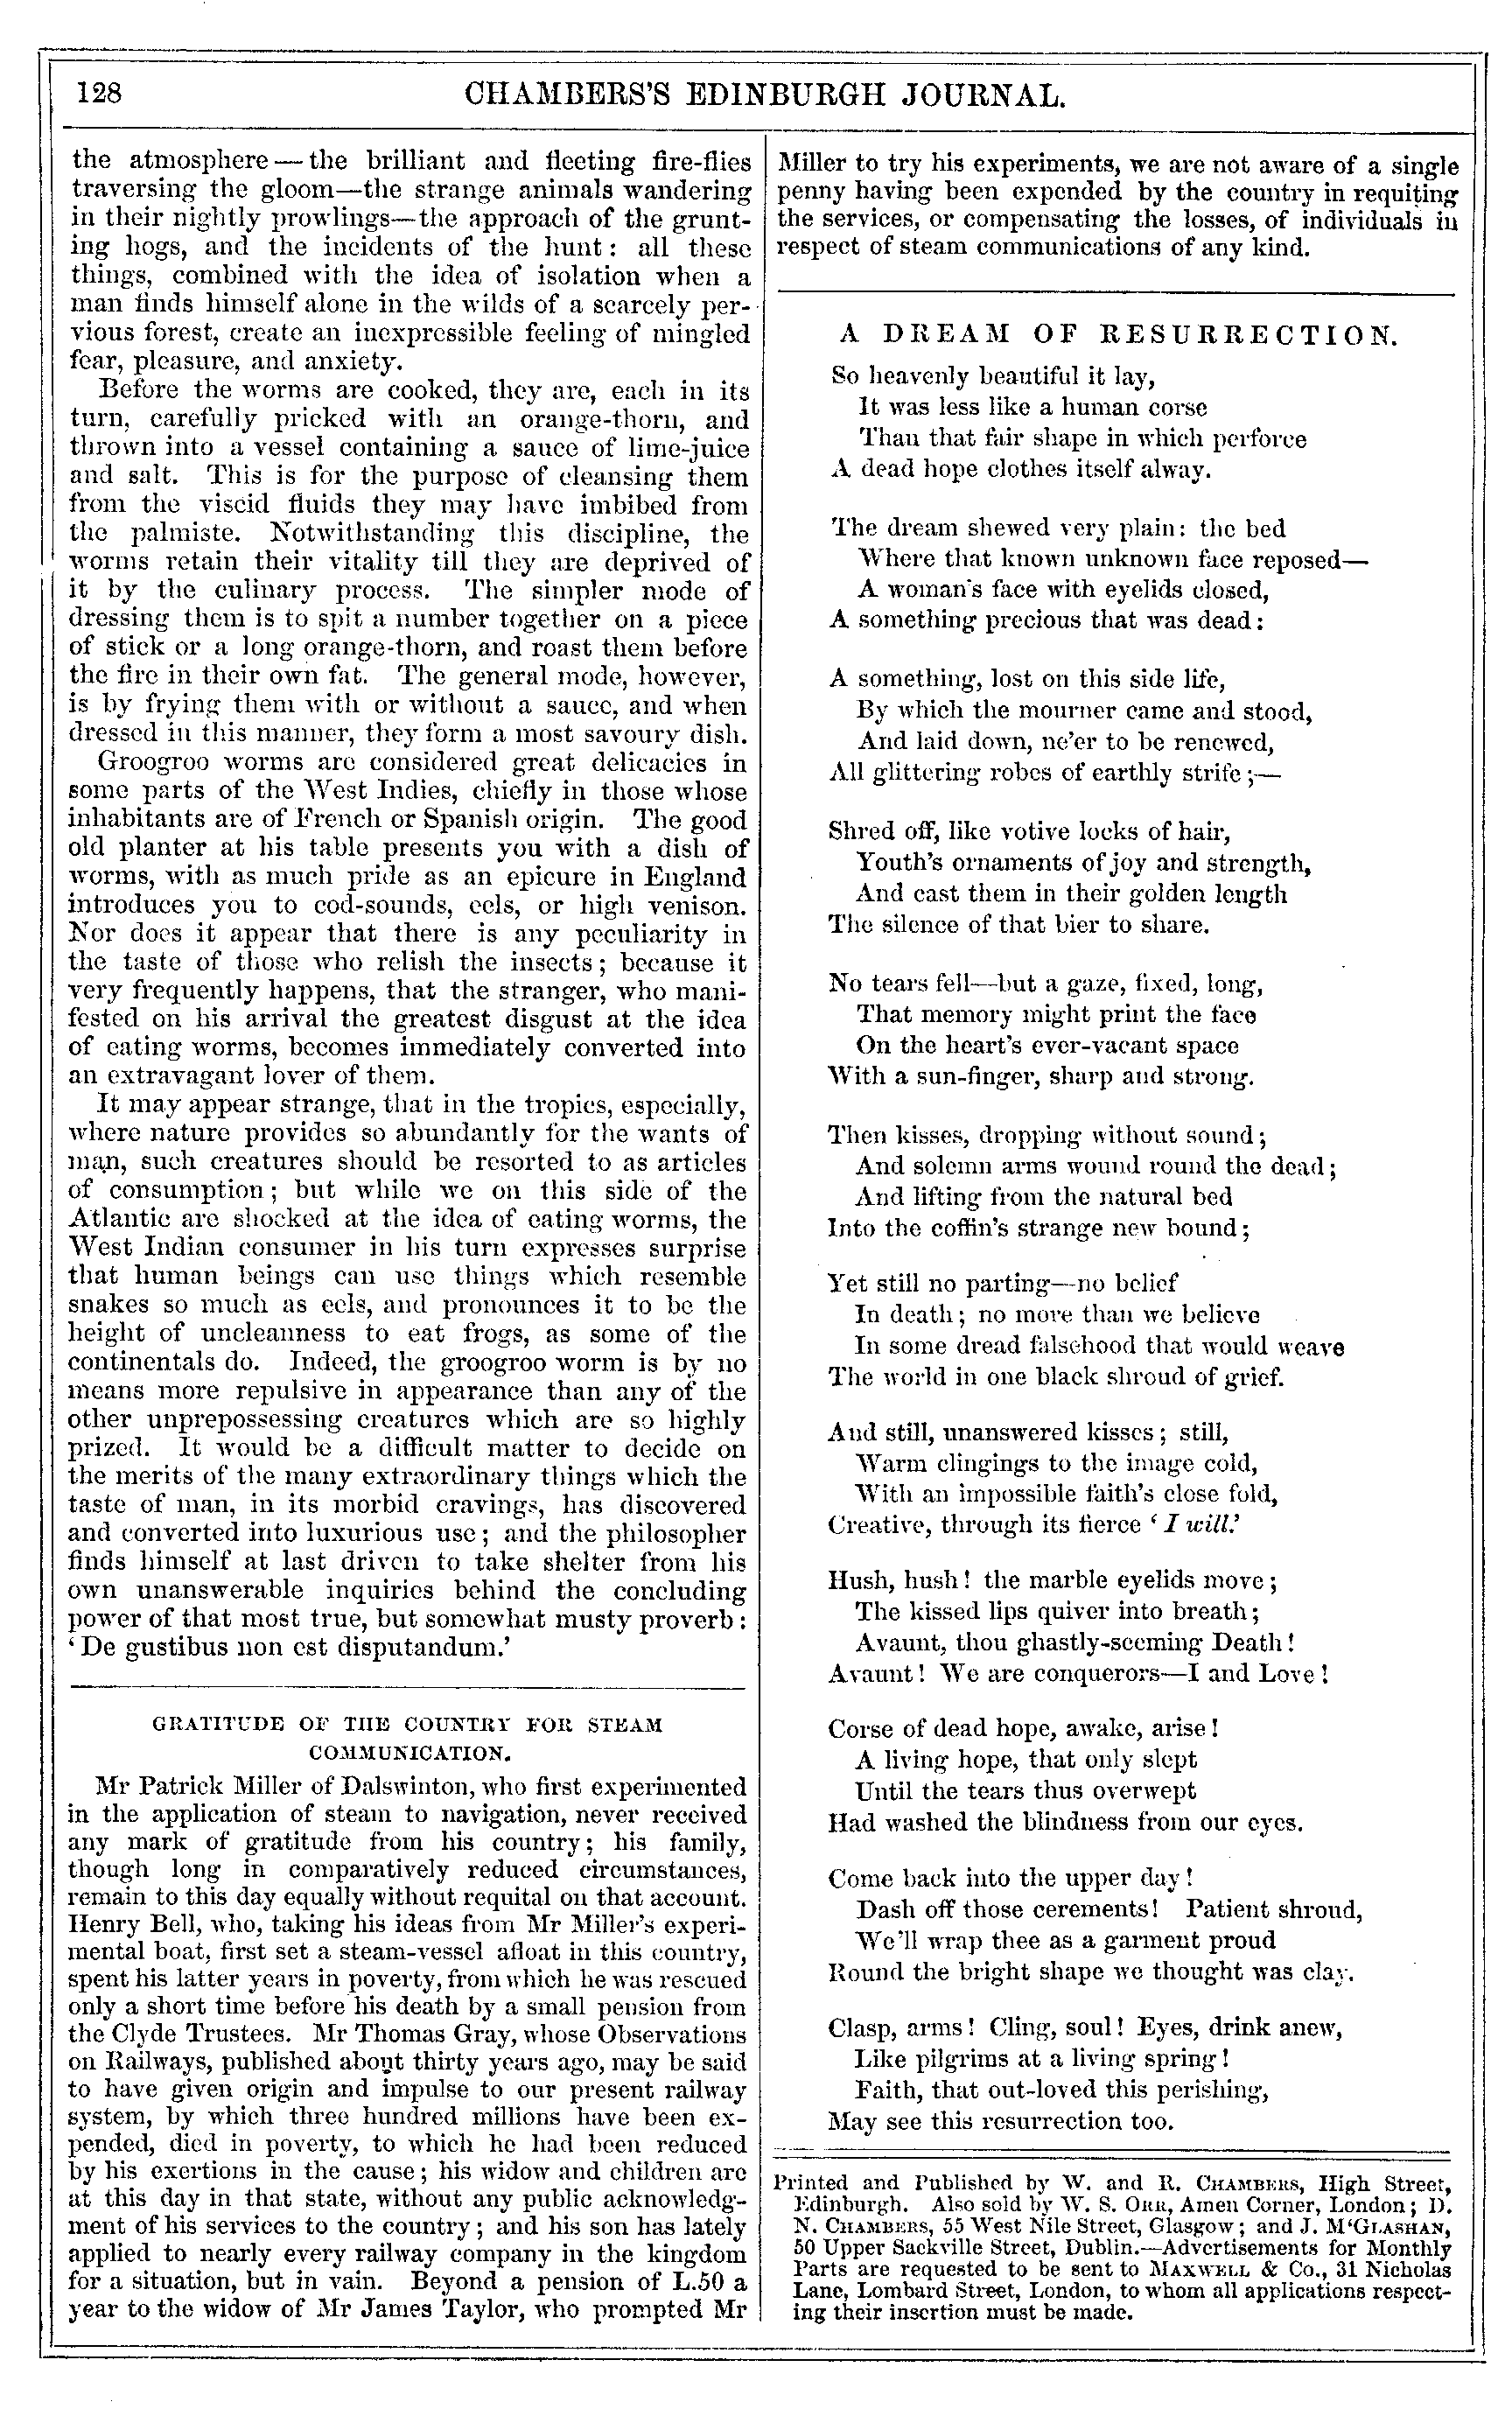 128
CHAMBERS'S EDINBURGH JOURNAL.
the atmosphere — the brilliant and fleeting fire-flies
traversing the gloom—the strange animals wandering
in their nightly prowlings—the approach of the grunt-
ing hogs, and the incidents of the hunt: all these
things, combined with the idea of isolation when a
man finds himself alone in the wilds of a scarcely per-
vious forest, create an inexpressible feeling of mingled
fear, pleasure, and anxiety.
Before the worms are cooked, they are, each in its
turn, carefully pricked with an orange-thorn, and
thrown into a vessel containing a sauce of lime-juice
and salt. This is for the purpose of cleansing them
from the viscid fluids they may have imbibed from
the palmiste. Notwithstanding this discipline, the
worms retain their vitality till they are deprived of
it by the culinary process. The simpler mode of
dressing them is to spit a number together on a piece
of stick or a long orange-thorn, and roast them before
the fire in their own fat. The general mode, however,
is by frying them with or without a sauce, and when
dressed in this manner, they form a most savoury dish.
Groogroo worms are considered great delicacies in
some parts of the West Indies, chiefly in those whose
inhabitants are of French or Spanish origin. The good
old planter at his table presents you with a dish of
worms, with as much pride as an epicure in England
introduces you to cod-sounds, eels, or high venison.
Nor does it appear that there is any peculiarity in
the taste of those who relish the insects; because it
very frequently happens, that the stranger, who mani-
fested on his arrival the greatest disgust at the idea
of eating worms, becomes immediately converted into
an extravagant lover of them.
It may appear strange, that in the tropics, especially,
where nature provides so abundantly for the wants of
man, such creatures should be resorted to as articles
of consumption; but while we on this side of the
Atlantic are shocked at the idea of eating worms, the
West Indian consumer in his turn expresses surprise
that human beings can use things which resemble
snakes so much as eels, and pronounces it to be the
height of uncleanness to eat frogs, as some of the
continentals do. Indeed, the groogroo worm is by no
means more repulsive in appearance than any of the
other unprepossessing creatures which are so highly
prized. It would be a difficult matter to decide on
the merits of the many extraordinary things which the
taste of man, in its morbid cravings, has discovered
and converted into luxurious use; and the philosopher
finds himself at last driven to take shelter from his
own unanswerable inquiries behind the concluding
power of that most true, but somewhat musty proverb:
'De gustibus non est disputandum.'
GRATITUDE OF THE COUNTRY FOR STEAM
COMMUNICATION.
Mr Patrick Miller of Dalswinton, who first experimented
in the application of steam to navigation, never received
any mark of gratitude from his country; his family,
though long in comparatively reduced circumstances,
remain to this day equally without requital on that account.
Henry Bell, who, taking his ideas from Mr Miller's experi-
mental boat, first set a steam-vessel afloat in this country,
spent his latter years in poverty, from which he was rescued
only a short time before his death by a small pension from
the Clyde Trustees. Mr Thomas Gray, whose Observations
on Railways, published about thirty years ago, may be said
to have given origin and impulse to our present railway
system, by which three hundred millions have been ex-
pended, died in poverty, to which he had been reduced
by his exertions in the cause; his widow and children are
at this day in that state, without any public acknowledg-
ment of his services to the country; and his son has lately
applied to nearly every railway company in the kingdom
for a situation, but in vain. Beyond a pension of L.50 a
year to the widow of Mr James Taylor, who prompted Mr
Miller to try his experiments, we are not aware of a single
penny having been expended by the country in requiting
the services, or compensating the losses, of individuals in
respect of steam communications of any kind.
A DREAM OF RESURRECTION.
So heavenly beautiful it lay,
It was less like a human corse
Than that fair shape in which perforce
A dead hope clothes itself alway.
The dream shewed very plain: the bed
Where that known unknown face reposed—
A woman's face with eyelids closed,
A something precious that was dead:
A something, lost on this side life,
By which the mourner came and stood,
And laid down, ne'er to be renewed,
All glittering robes of earthly strife;—
Shred off, like votive locks of hair,
Youth's ornaments of joy and strength,
And cast them in their golden length
The silence of that bier to share.
No tears fell—but a gaze, fixed, long,
That memory might print the face
On the heart's ever-vacant space
With a sun-finger, sharp and strong.
Then kisses, dropping without sound;
And solemn arms wound round the dead;
And lifting from the natural bed
Into the coffin's strange new bound;
Yet still no parting—no belief
In death; no more than we believe
In some dread falsehood that would weave
The world in one black shroud of grief.
And still, unanswered kisses; still,
Warm clingings to the image cold,
With an impossible faith's close fold,
Creative, through its fierce 'I will.'
Hush, hush! the marble eyelids move;
The kissed lips quiver into breath;
Avaunt, thou ghastly-seeming Death!
Avaunt! We are conquerors—I and Love!
Corse of dead hope, awake, arise!
A living hope, that only slept
Until the tears thus overwept
Had washed the blindness from our eyes.
Come back into the upper day!
Dash off those cerements! Patient shroud,
We'll wrap thee as a garment proud
Round the bright shape we thought was clay.
Clasp, arms! Cling, soul! Eyes, drink anew,
Like pilgrims at a living spring!
Faith, that out-loved this perishing,
May see this resurrection too.
Printed and Published by W. and R. CHAMBERS, High Street,
Edinburgh. Also sold by W. S. ORR, Amen Corner, London; D.
N. CHAMBERS, 55 West Nile Street, Glasgow; and J. M'GLASHAN,
50 Upper Sackville Street, Dublin.—Advertisements for Monthly
Parts are requested to be sent to MAXWELL & Co., 31 Nicholas
Lane, Lombard Street, London, to whom all applications respect-
ing their insertion must be made.